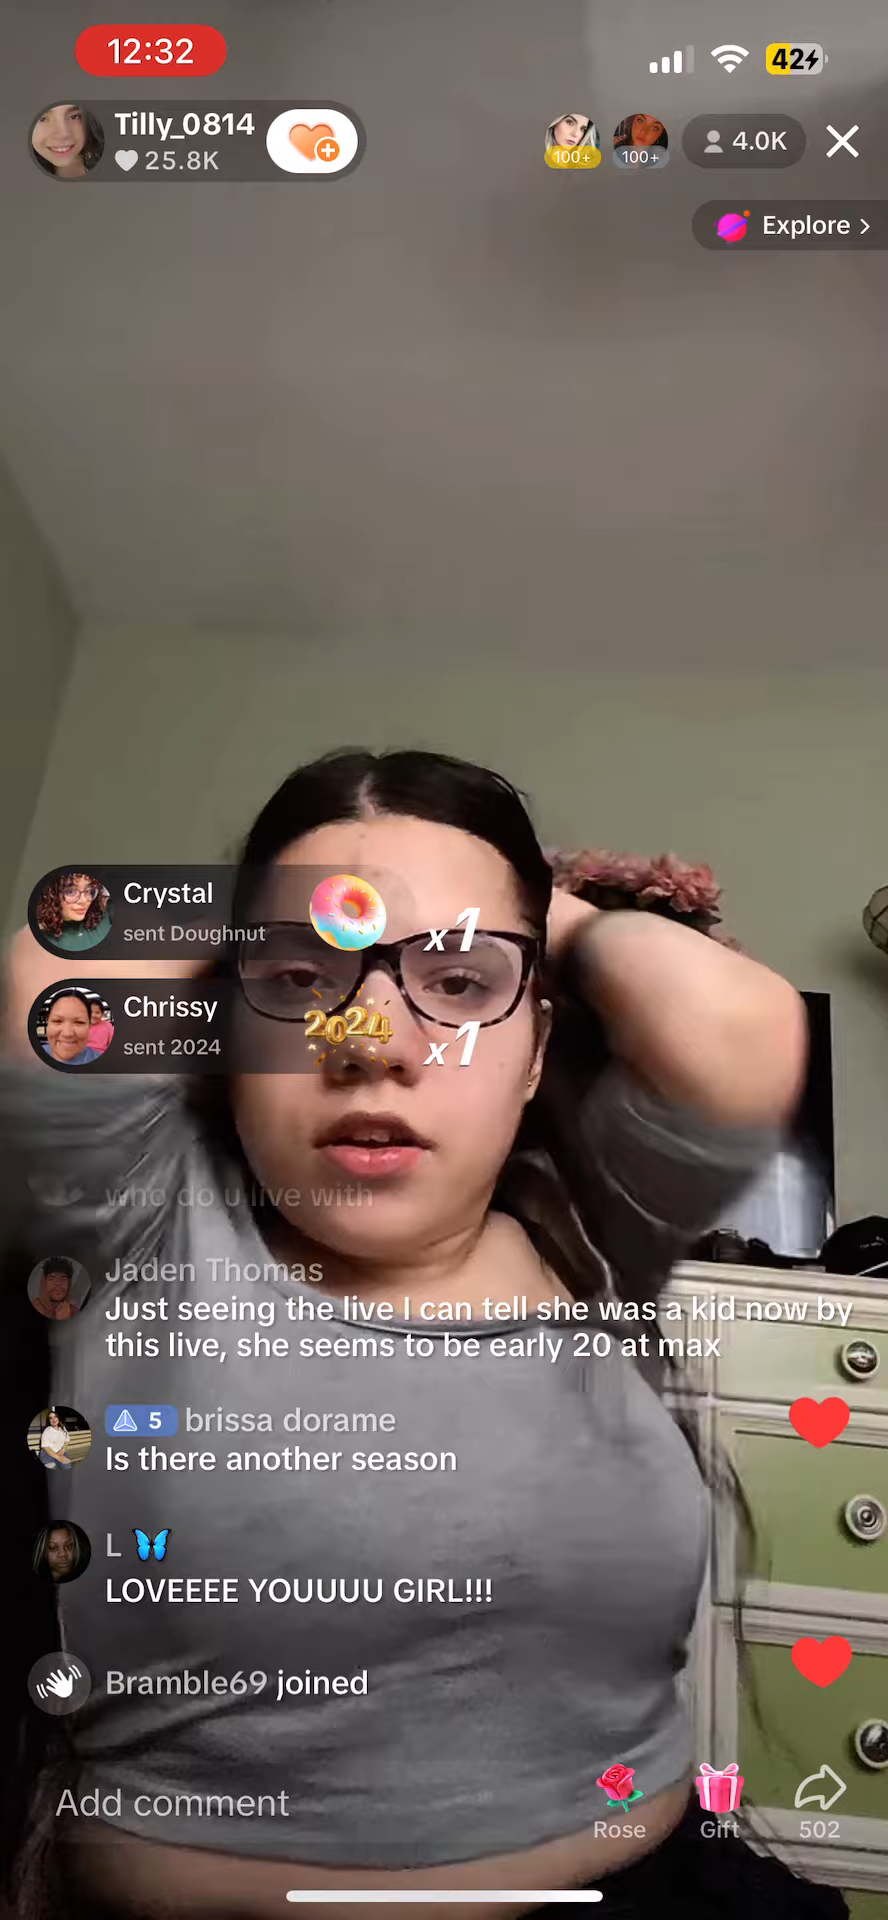 12:32
42
Tilly_0814
25.8K
100+
100+
4.0K
Explore >
Crystal
sent Doughnut
x1
Chrissy
sent 2024
2024
x1
who do u live with
Jaden Thomas
Just seeing the live I can tell she was a kid now by
this live, she seems to be early 20 at max
5 brissa dorame
Is there another season
L 🦋
LOVEEEE YOUUUU GIRL!!!
Bramble69 joined
Add comment
Rose
Gift
502